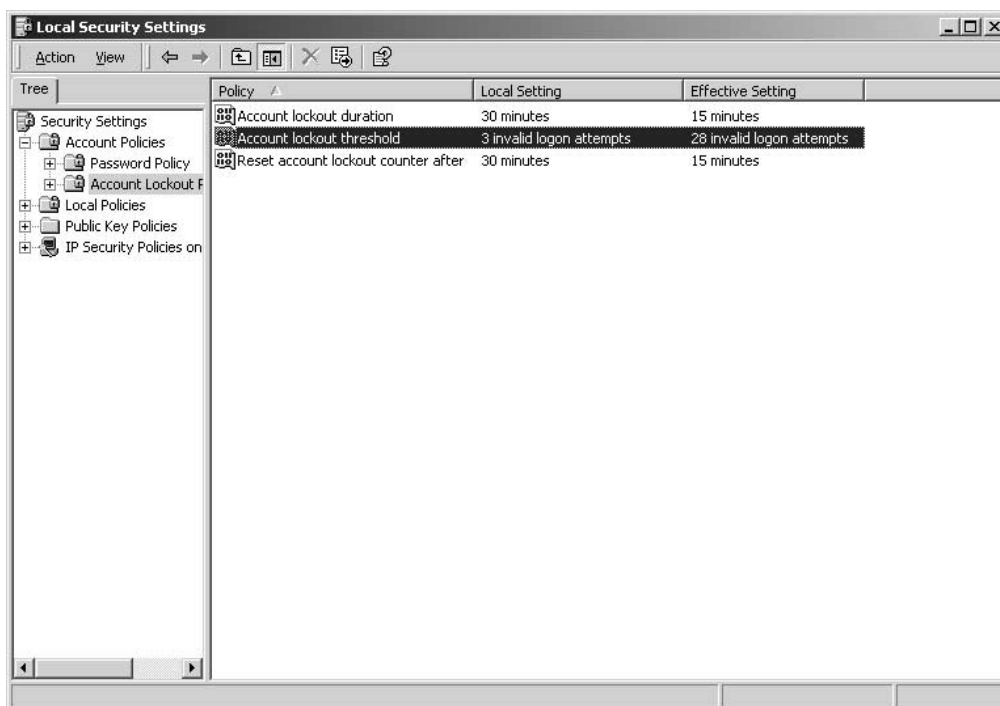 Local Security Settings
Action View
Tree
Policy Local Setting Effective Setting
Security Settings
Account Policies
Password Policy
Account Lockout P
Local Policies
Public Key Policies
IP Security Policies on
Account lockout duration 30 minutes 15 minutes
Account lockout threshold 3 invalid logon attempts 28 invalid logon attempts
Reset account lockout counter after 30 minutes 15 minutes